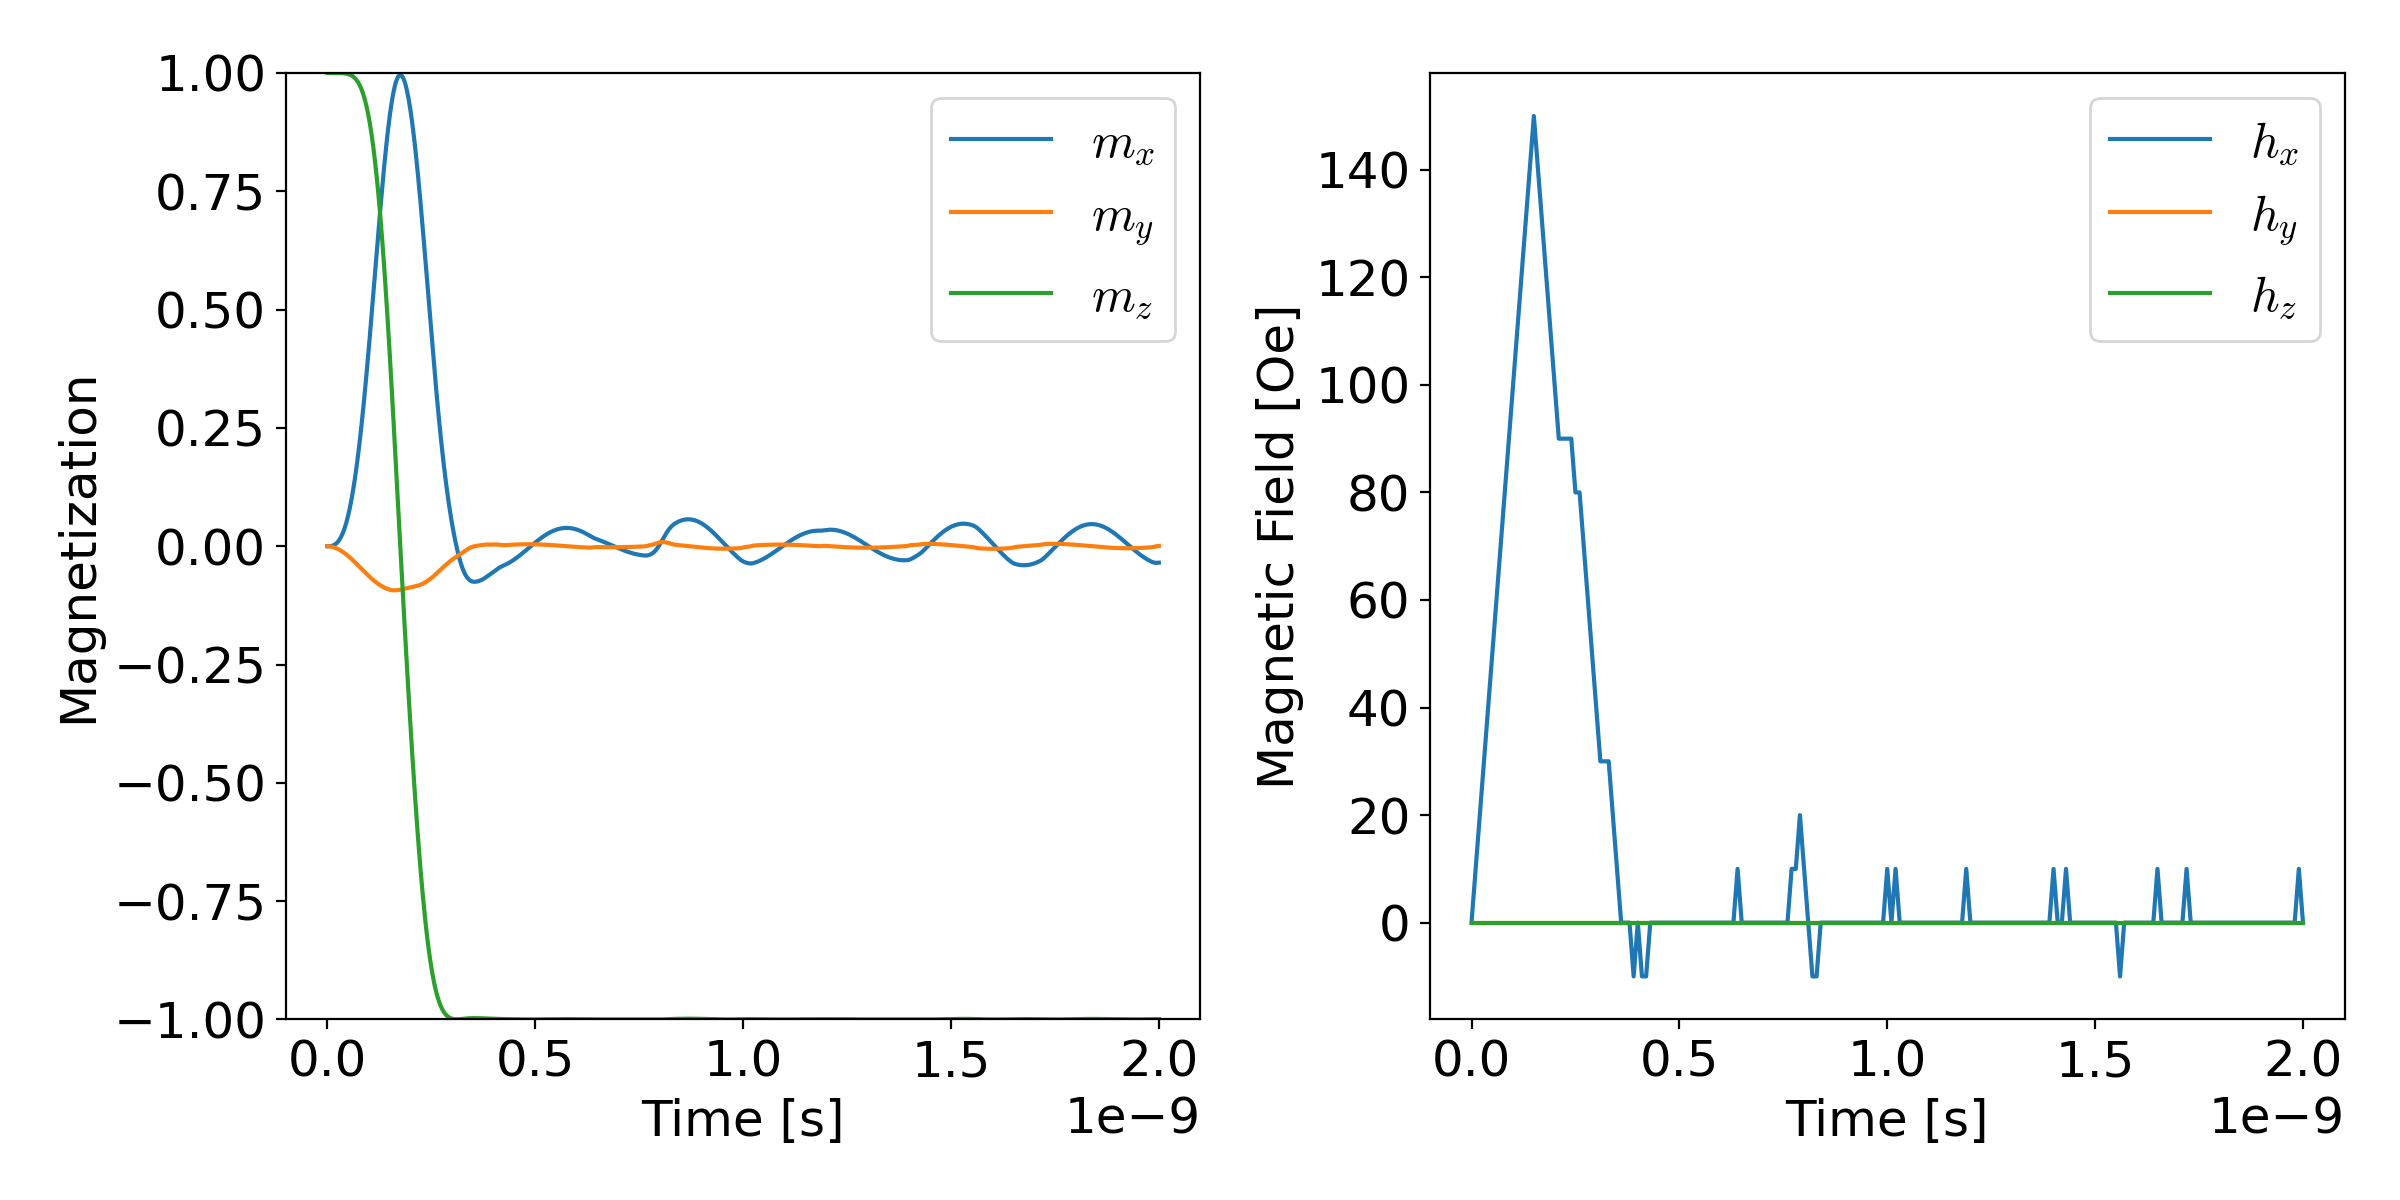 Magnetization
1.00
0.75
0.50
0.25
0.00
−0.25
−0.50
−0.75
−1.00
m_x
m_y
m_z
0.0 0.5 1.0 1.5 2.0
Time [s]
1e−9
Magnetic Field [Oe]
140
120
100
80
60
40
20
0
h_x
h_y
h_z
0.0 0.5 1.0 1.5 2.0
Time [s]
1e−9